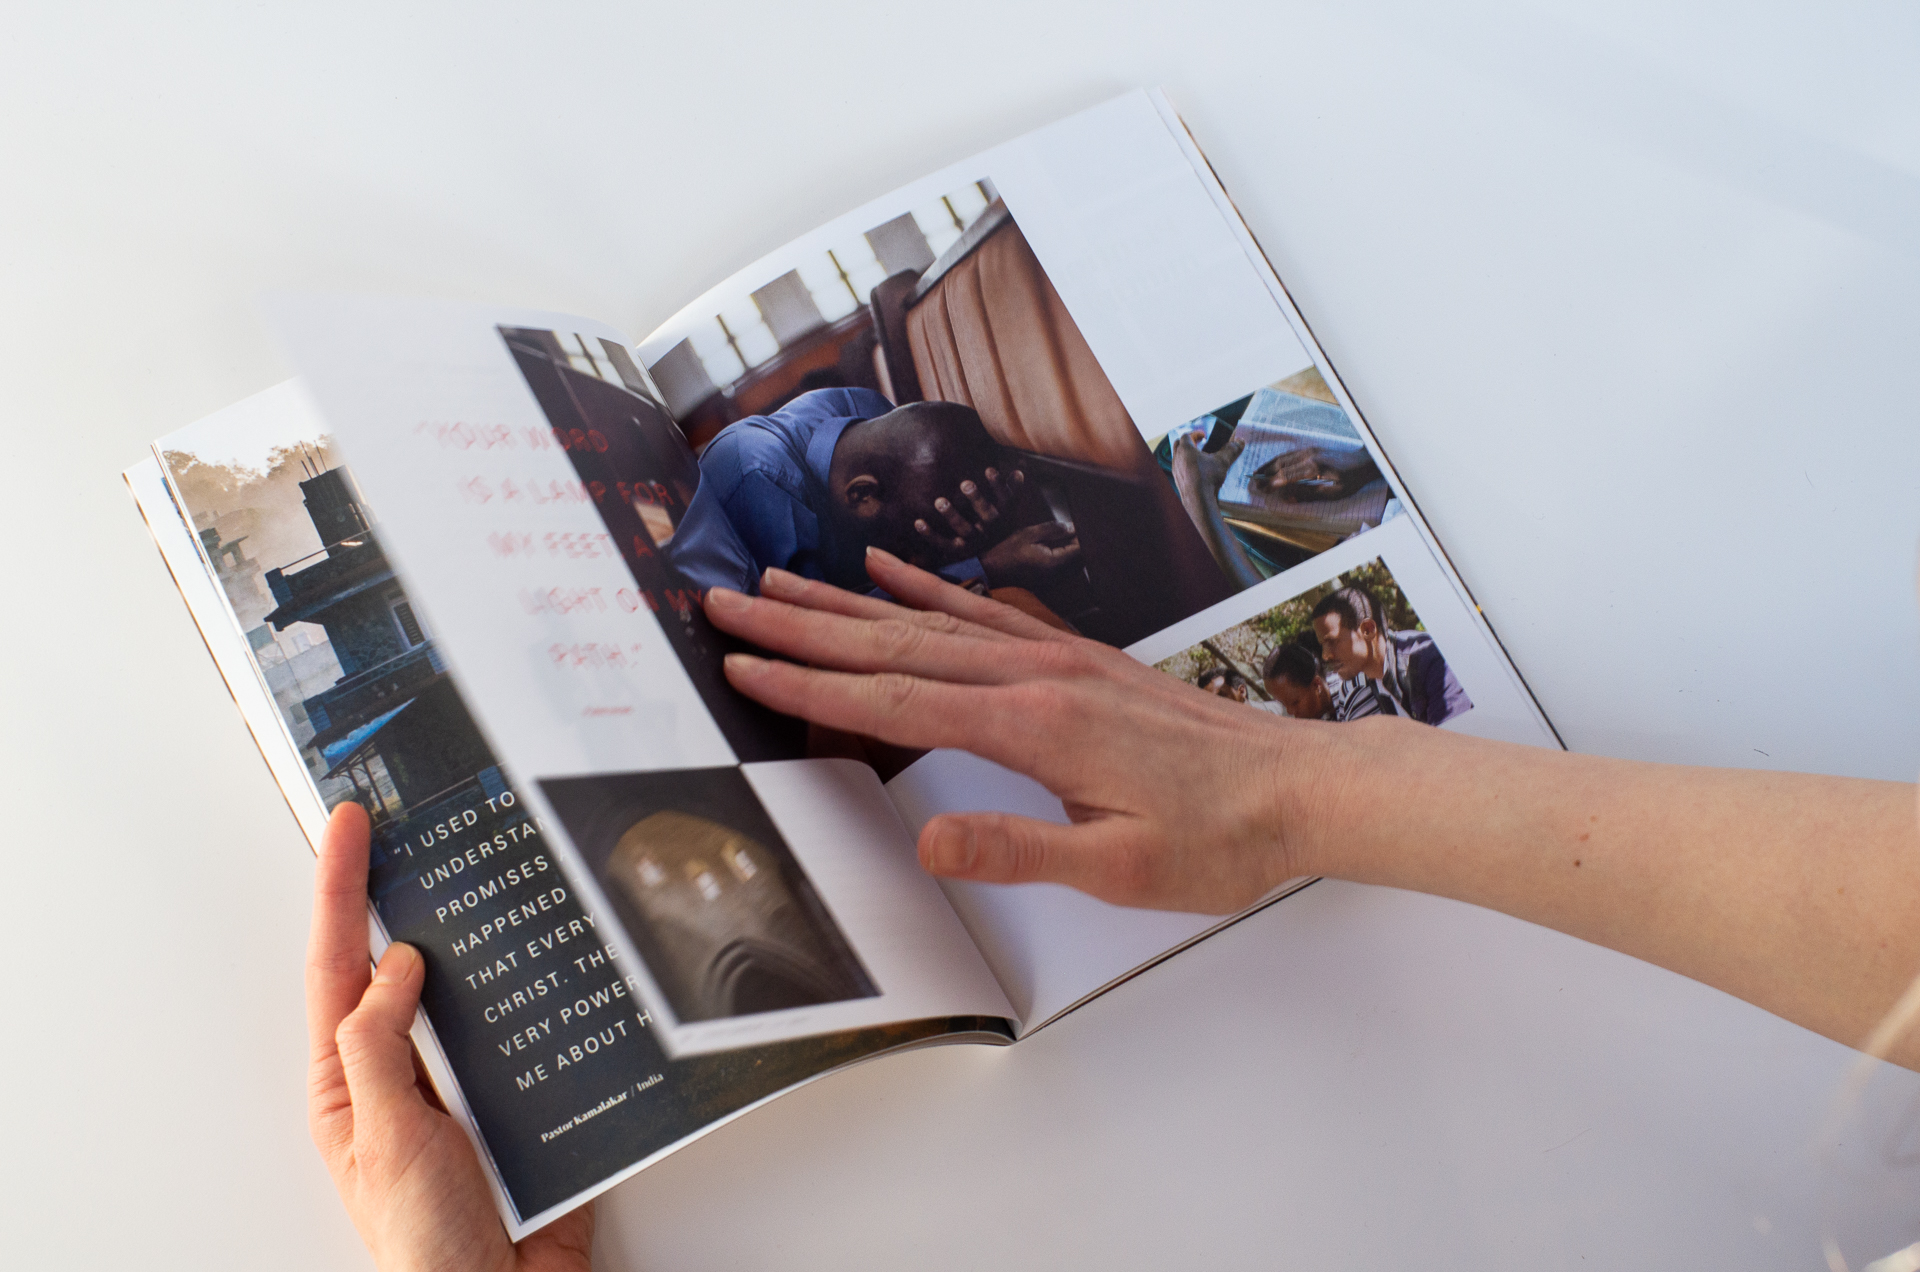 "YOUR WORD
IS A LAMP FOR
MY FEET, A
LIGHT ON MY
PATH."
"I USED TO
UNDERSTAN
PROMISES
HAPPENED
THAT EVERY
CHRIST. THE
VERY POWER
ME ABOUT H
Pastor Kamalakar / India